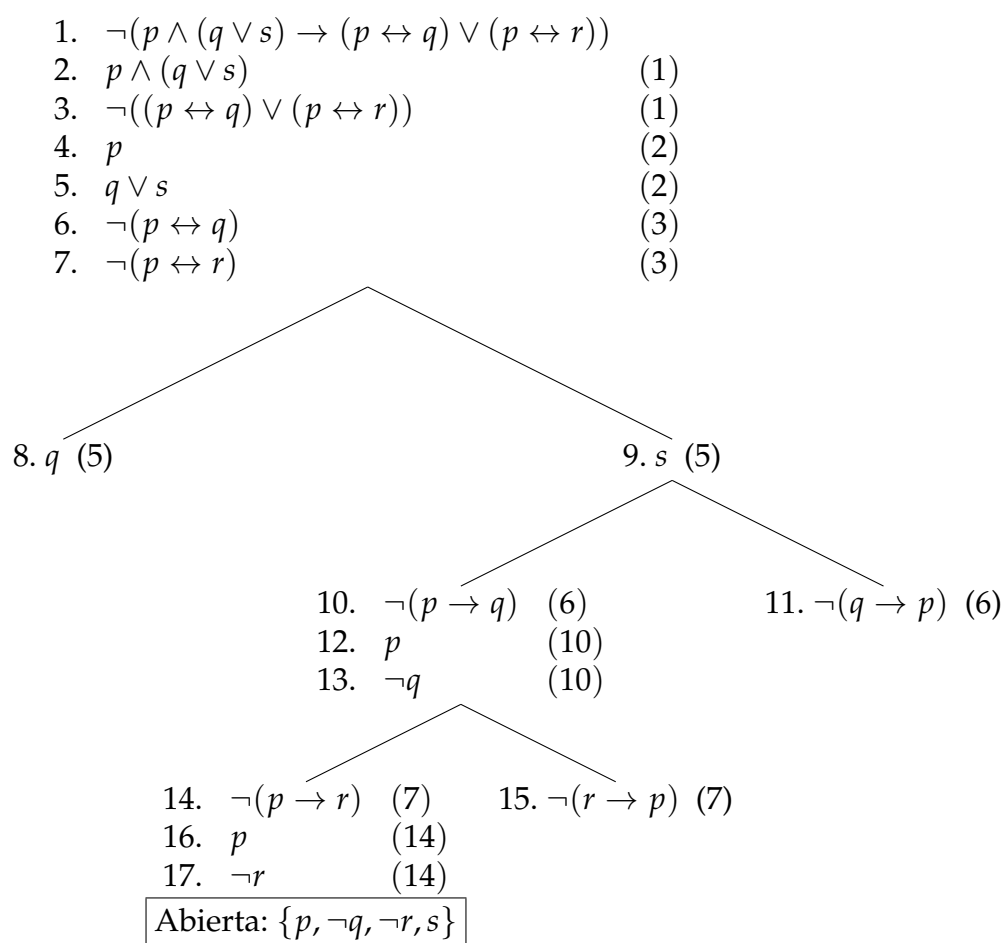 1. ¬(p ∧ (q ∨ s) → (p ↔ q) ∨ (p ↔ r))
2. p ∧ (q ∨ s) (1)
3. ¬((p ↔ q) ∨ (p ↔ r)) (1)
4. p (2)
5. q ∨ s (2)
6. ¬(p ↔ q) (3)
7. ¬(p ↔ r) (3)
8. q (5) 9. s (5)
10. ¬(p → q) (6) 11. ¬(q → p) (6)
12. p (10)
13. ¬q (10)
14. ¬(p → r) (7) 15. ¬(r → p) (7)
16. p (14)
17. ¬r (14)
Abierta: {p, ¬q, ¬r, s}